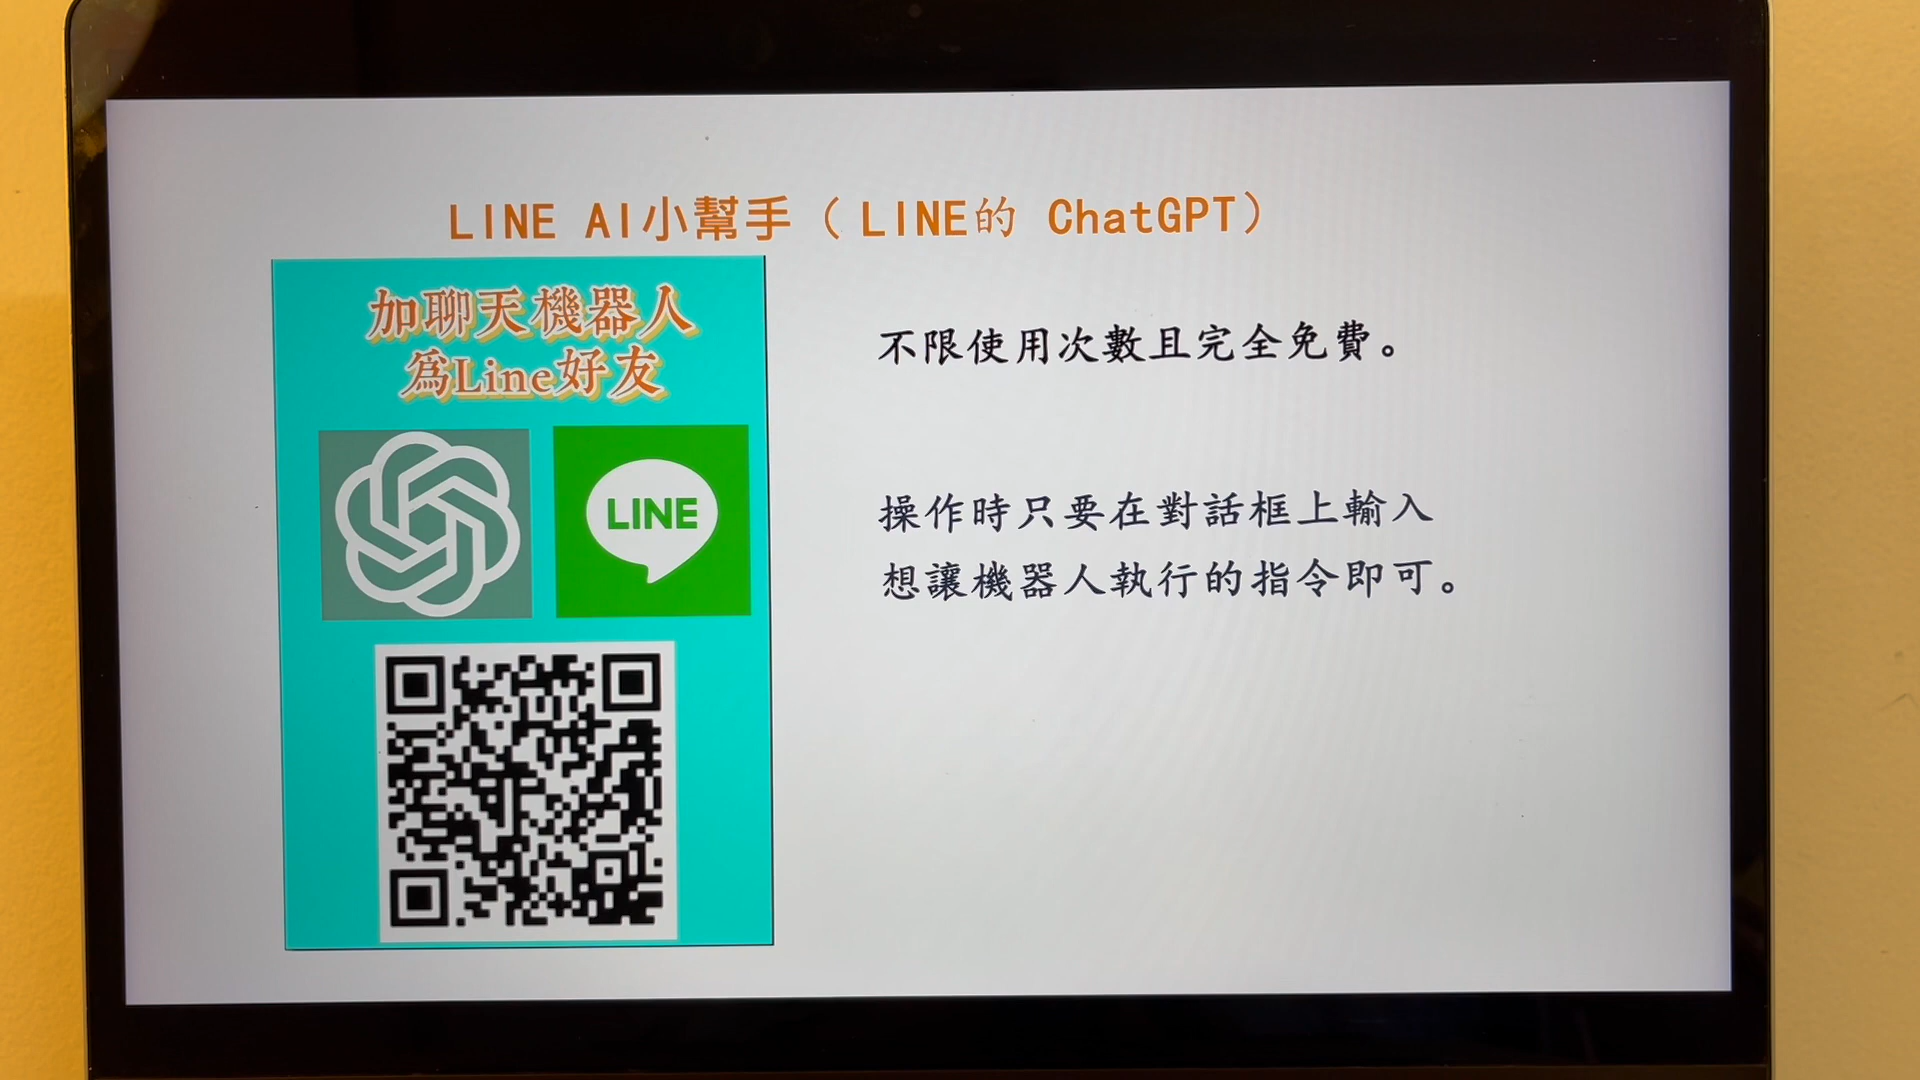 LINE AI小幫手（LINE的 ChatGPT）
加聊天機器人
為Line好友
LINE
不限使用次數且完全免費。
操作時只要在對話框上輸入
想讓機器人執行的指令即可。